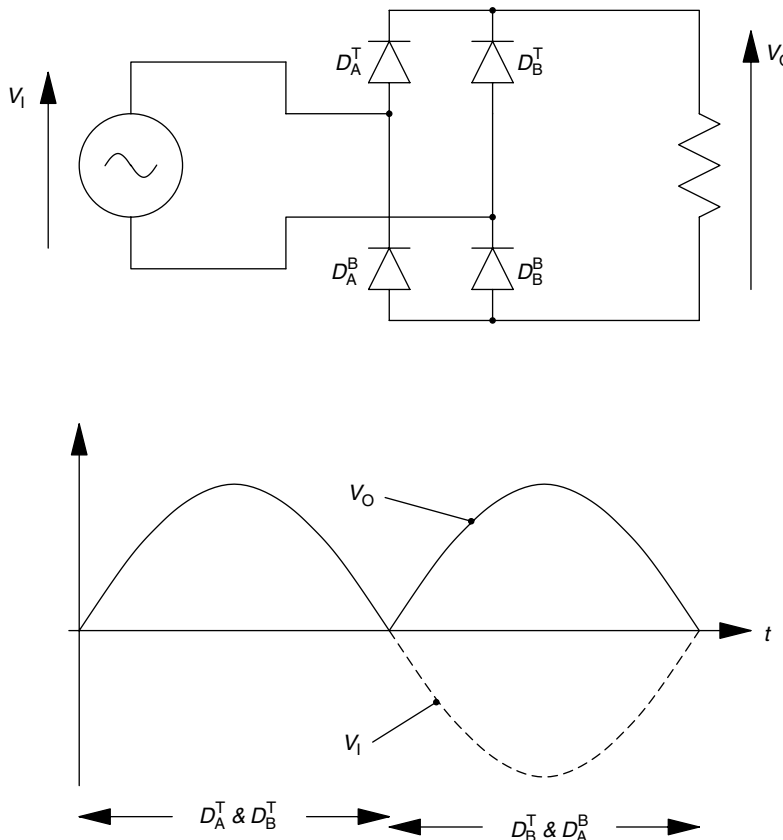 D_A^T
D_B^T
V_O
V_I
D_A^B
D_B^B
V_O
t
V_I
D_A^T & D_B^T
D_B^T & D_A^B